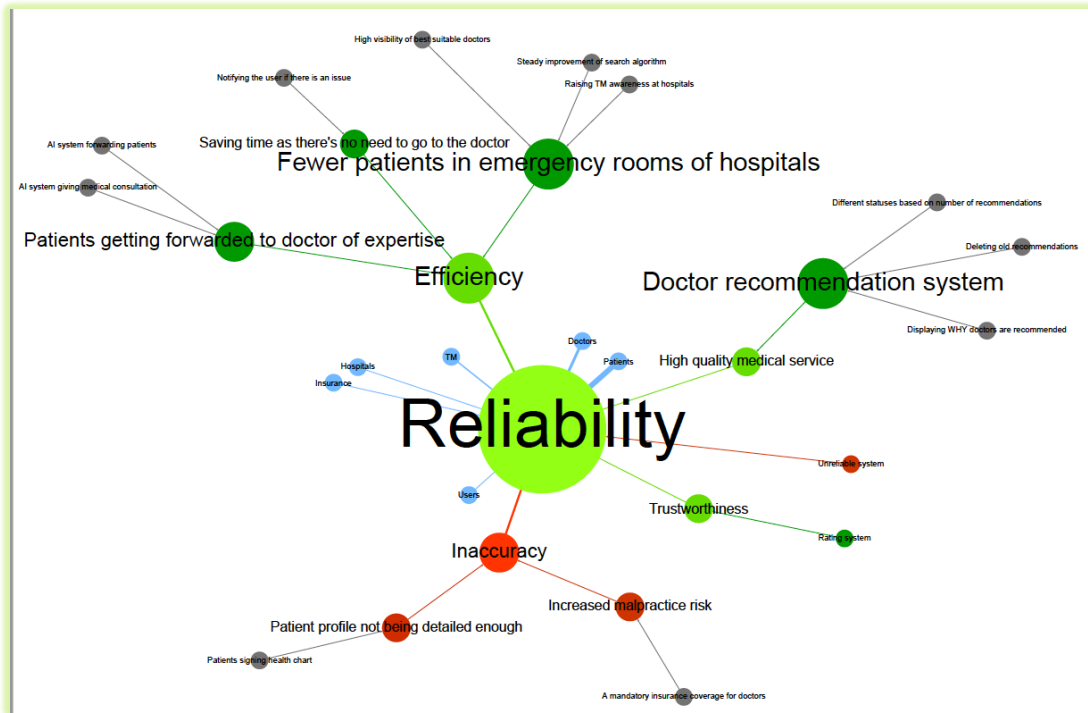 High visibility of best suitable doctors
Steady improvement of search algorithm
Notifying the user if there is an issue
Raising TM awareness at hospitals
Saving time as there's no need to go to the doctor
AI system forwarding patients
Fewer patients in emergency rooms of hospitals
AI system giving medical consultation
Different statuses based on number of recommendations
Patients getting forwarded to doctor of expertise
Deleting old recommendations
Efficiency
Doctor recommendation system
Displaying WHY doctors are recommended
Doctors
TM
Patients
High quality medical service
Hospitals
Insurance
Reliability
Unreliable system
Users
Trustworthiness
Rating system
Inaccuracy
Increased malpractice risk
Patient profile not being detailed enough
Patients signing health chart
A mandatory insurance coverage for doctors